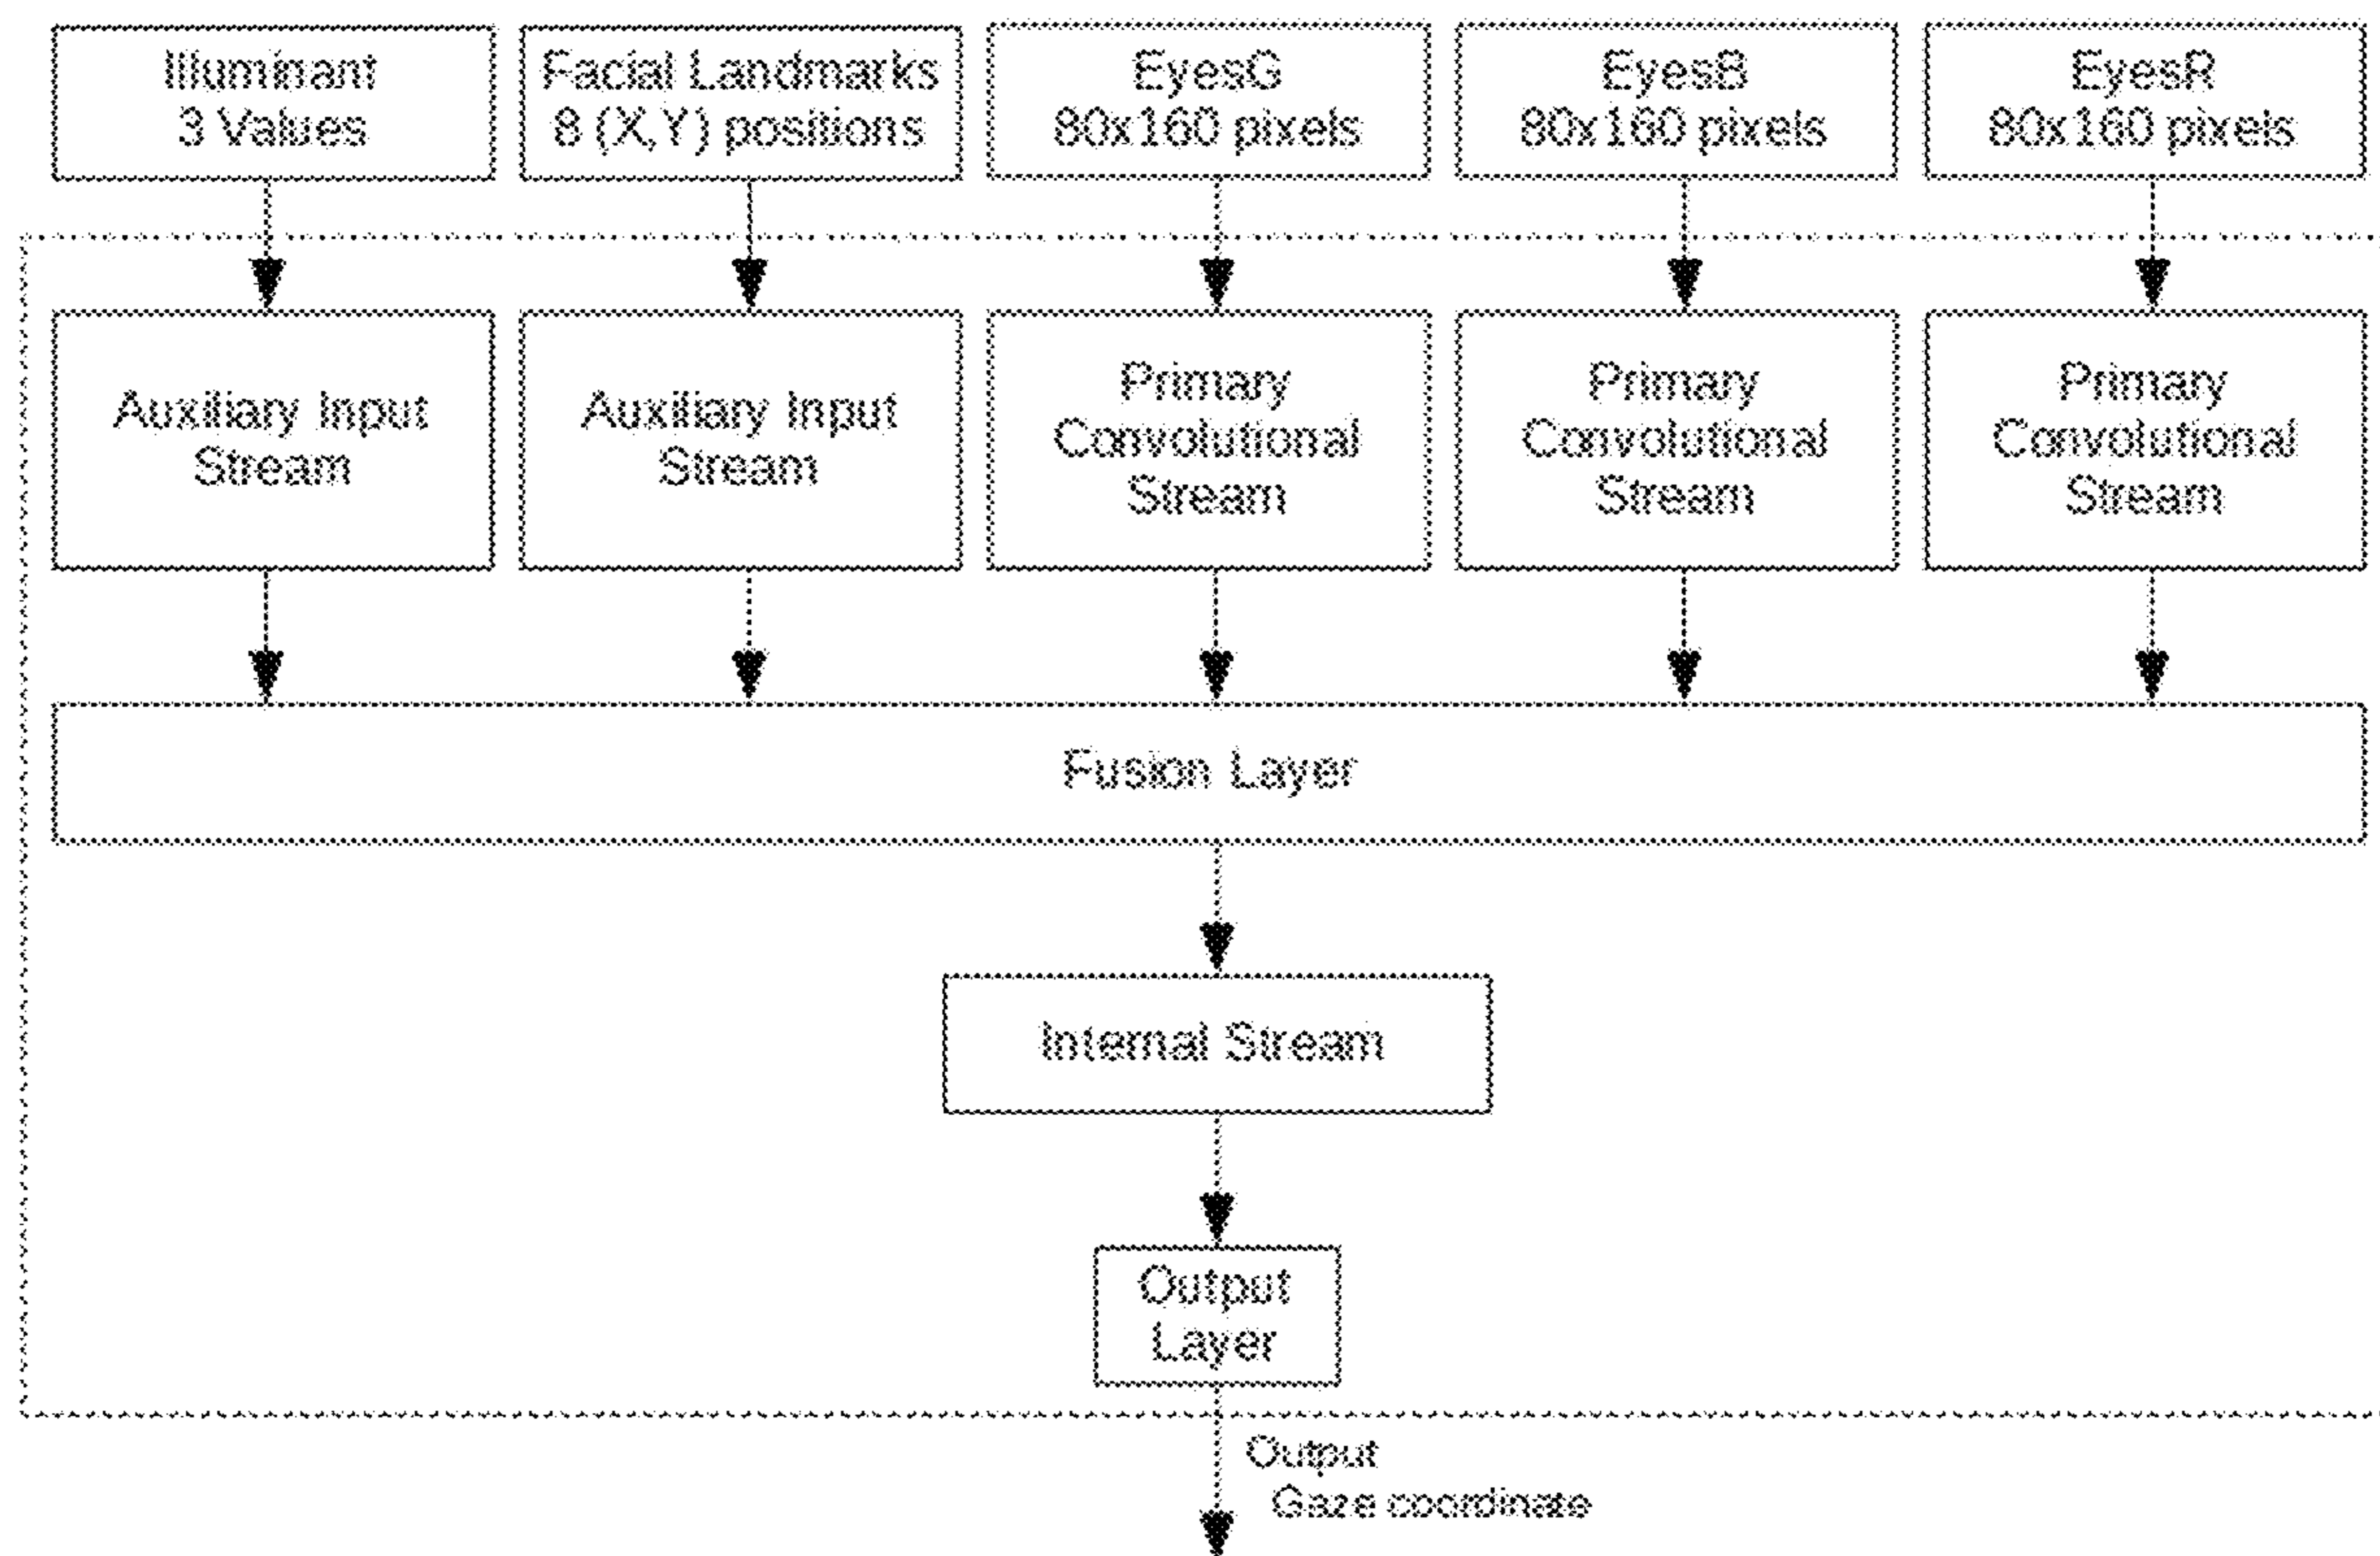 Illuminant
3 Values
Facial Landmarks
8 (X,Y) positions
EyesG
80x160 pixels
EyesB
80x160 pixels
EyesR
80x160 pixels
Auxiliary Input
Stream
Auxiliary Input
Stream
Primary
Convolutional
Stream
Primary
Convolutional
Stream
Primary
Convolutional
Stream
Fusion Layer
Internal Stream
Output
Layer
Output
Gaze coordinate